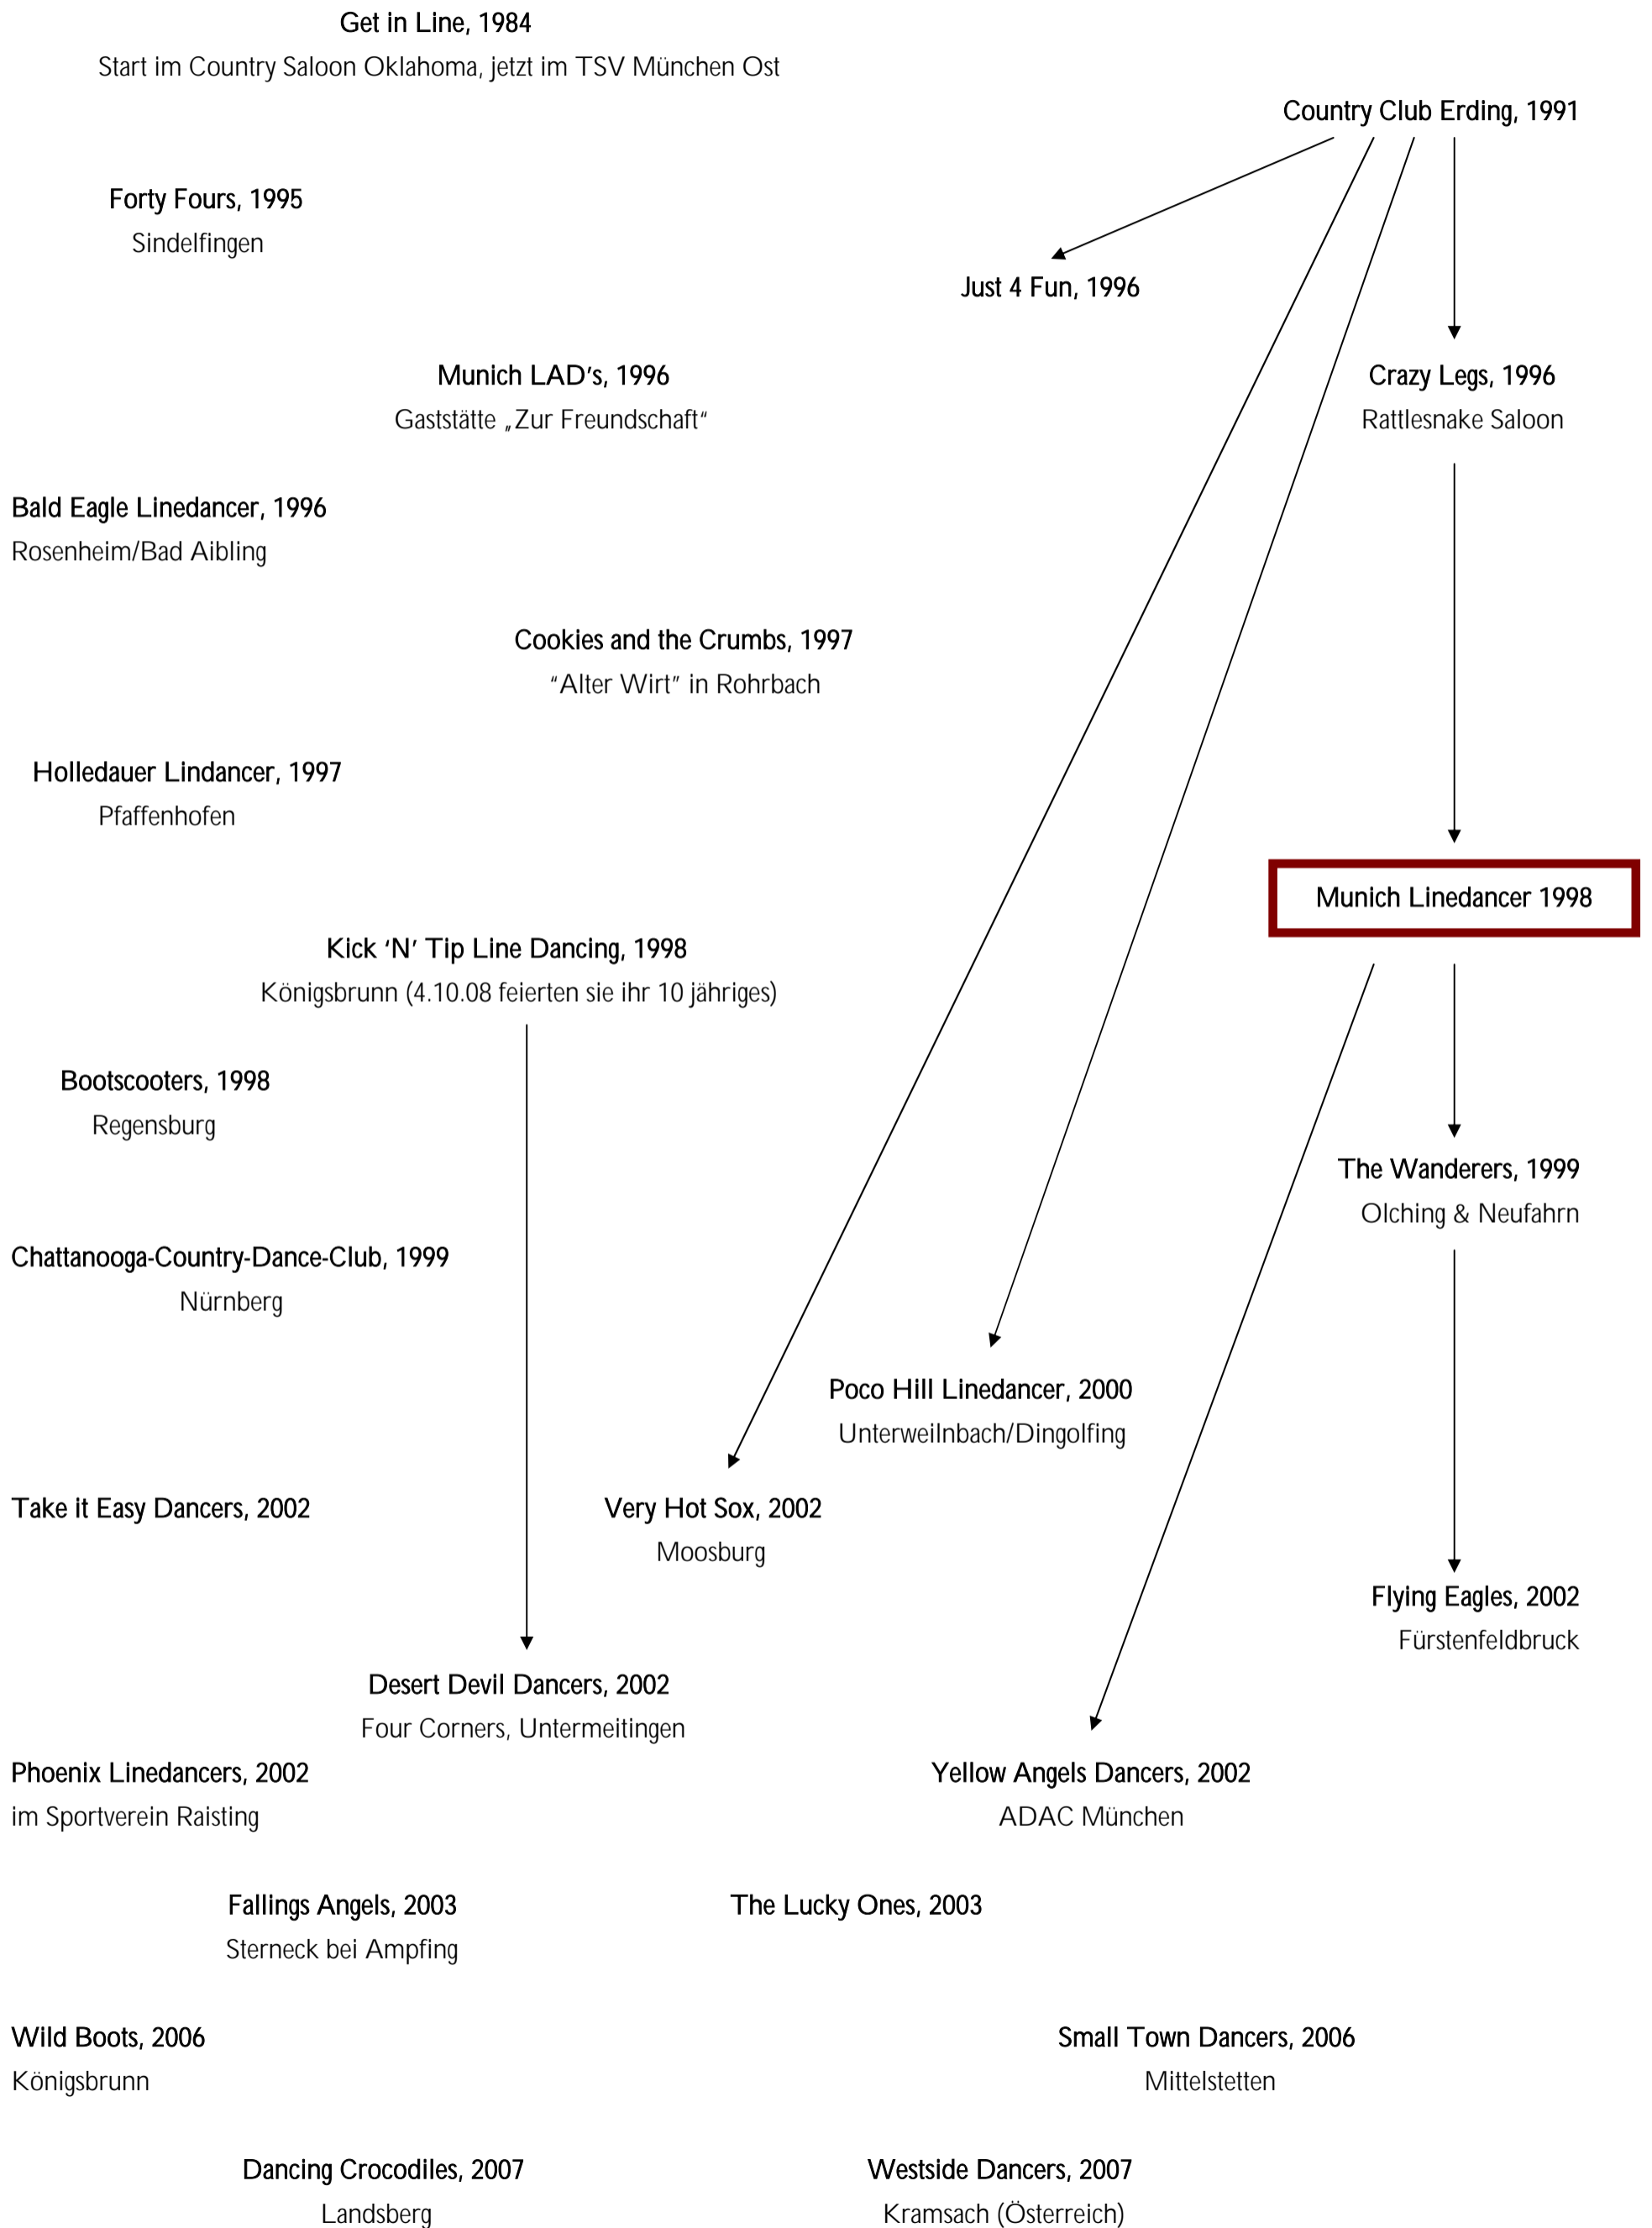 Get in Line, 1984
Start im Country Saloon Oklahoma, jetzt im TSV München Ost
Country Club Erding, 1991
Forty Fours, 1995
Sindelfingen
Just 4 Fun, 1996
Munich LAD’s, 1996
Gaststätte „Zur Freundschaft“
Crazy Legs, 1996
Rattlesnake Saloon
Bald Eagle Linedancer, 1996
Rosenheim/Bad Aibling
Cookies and the Crumbs, 1997
“Alter Wirt” in Rohrbach
Holledauer Lindancer, 1997
Pfaffenhofen
Munich Linedancer 1998
Kick ‘N’ Tip Line Dancing, 1998
Königsbrunn (4.10.08 feierten sie ihr 10 jähriges)
Bootscooters, 1998
Regensburg
The Wanderers, 1999
Olching & Neufahrn
Chattanooga-Country-Dance-Club, 1999
Nürnberg
Poco Hill Linedancer, 2000
Unterweilnbach/Dingolfing
Take it Easy Dancers, 2002
Very Hot Sox, 2002
Moosburg
Flying Eagles, 2002
Fürstenfeldbruck
Desert Devil Dancers, 2002
Four Corners, Untermeitingen
Phoenix Linedancers, 2002
im Sportverein Raisting
Yellow Angels Dancers, 2002
ADAC München
Fallings Angels, 2003
Sterneck bei Ampfing
The Lucky Ones, 2003
Wild Boots, 2006
Königsbrunn
Small Town Dancers, 2006
Mittelstetten
Dancing Crocodiles, 2007
Landsberg
Westside Dancers, 2007
Kramsach (Österreich)